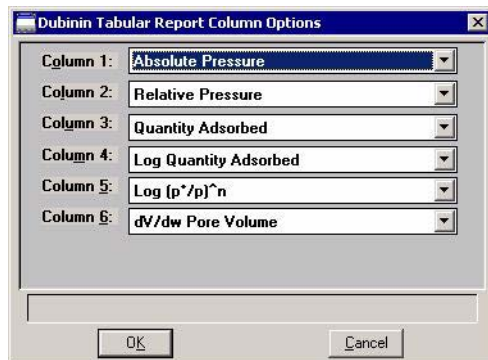 Dubinin Tabular Report Column Options
Column 1: Absolute Pressure
Column 2: Relative Pressure
Column 3: Quantity Adsorbed
Column 4: Log Quantity Adsorbed
Column 5: Log (p°/p)^n
Column 6: dV/dw Pore Volume
OK Cancel